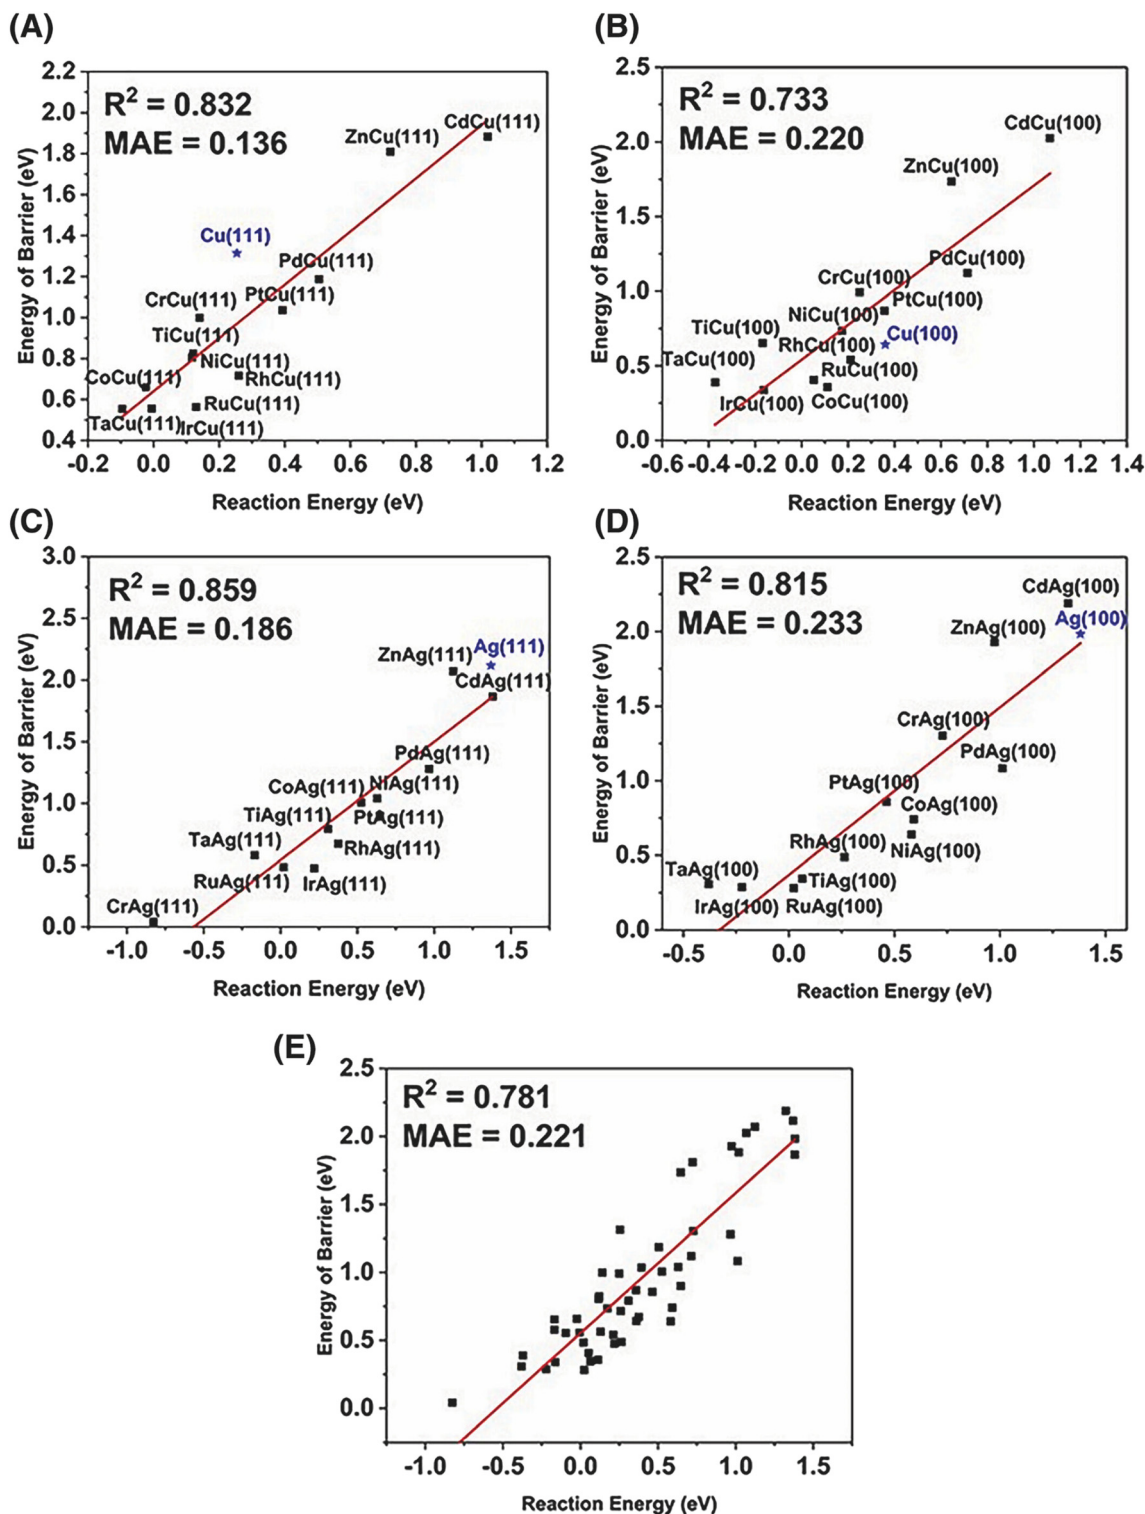 (A)
R² = 0.832
MAE = 0.136
CdCu(111)
ZnCu(111)
Cu(111)
PdCu(111)
PtCu(111)
CrCu(111)
TiCu(111)
NiCu(111)
RhCu(111)
CoCu(111)
RuCu(111)
TaCu(111)
IrCu(111)
2.2
2.0
1.8
1.6
1.4
1.2
1.0
0.8
0.6
0.4
-0.2 0.0 0.2 0.4 0.6 0.8 1.0 1.2
Energy of Barrier (eV)
Reaction Energy (eV)
(B)
R² = 0.733
MAE = 0.220
CdCu(100)
ZnCu(100)
PdCu(100)
CrCu(100)
PtCu(100)
NiCu(100)
Cu(100)
TiCu(100)
RhCu(100)
TaCu(100)
RuCu(100)
IrCu(100)
CoCu(100)
2.5
2.0
1.5
1.0
0.5
0.0
-0.6 -0.4 -0.2 0.0 0.2 0.4 0.6 0.8 1.0 1.2 1.4
Energy of Barrier (eV)
Reaction Energy (eV)
(C)
R² = 0.859
MAE = 0.186
Ag(111)
ZnAg(111)
CdAg(111)
PdAg(111)
CoAg(111)
NiAg(111)
TiAg(111)
PtAg(111)
TaAg(111)
RhAg(111)
RuAg(111)
IrAg(111)
CrAg(111)
3.0
2.5
2.0
1.5
1.0
0.5
0.0
-1.0 -0.5 0.0 0.5 1.0 1.5
Energy of Barrier (eV)
Reaction Energy (eV)
(D)
R² = 0.815
MAE = 0.233
CdAg(100)
Ag(100)
ZnAg(100)
CrAg(100)
PdAg(100)
PtAg(100)
CoAg(100)
RhAg(100)
NiAg(100)
TaAg(100)
TiAg(100)
IrAg(100)
RuAg(100)
2.5
2.0
1.5
1.0
0.5
0.0
-0.5 0.0 0.5 1.0 1.5
Energy of Barrier (eV)
Reaction Energy (eV)
(E)
R² = 0.781
MAE = 0.221
2.5
2.0
1.5
1.0
0.5
0.0
-1.0 -0.5 0.0 0.5 1.0 1.5
Energy of Barrier (eV)
Reaction Energy (eV)